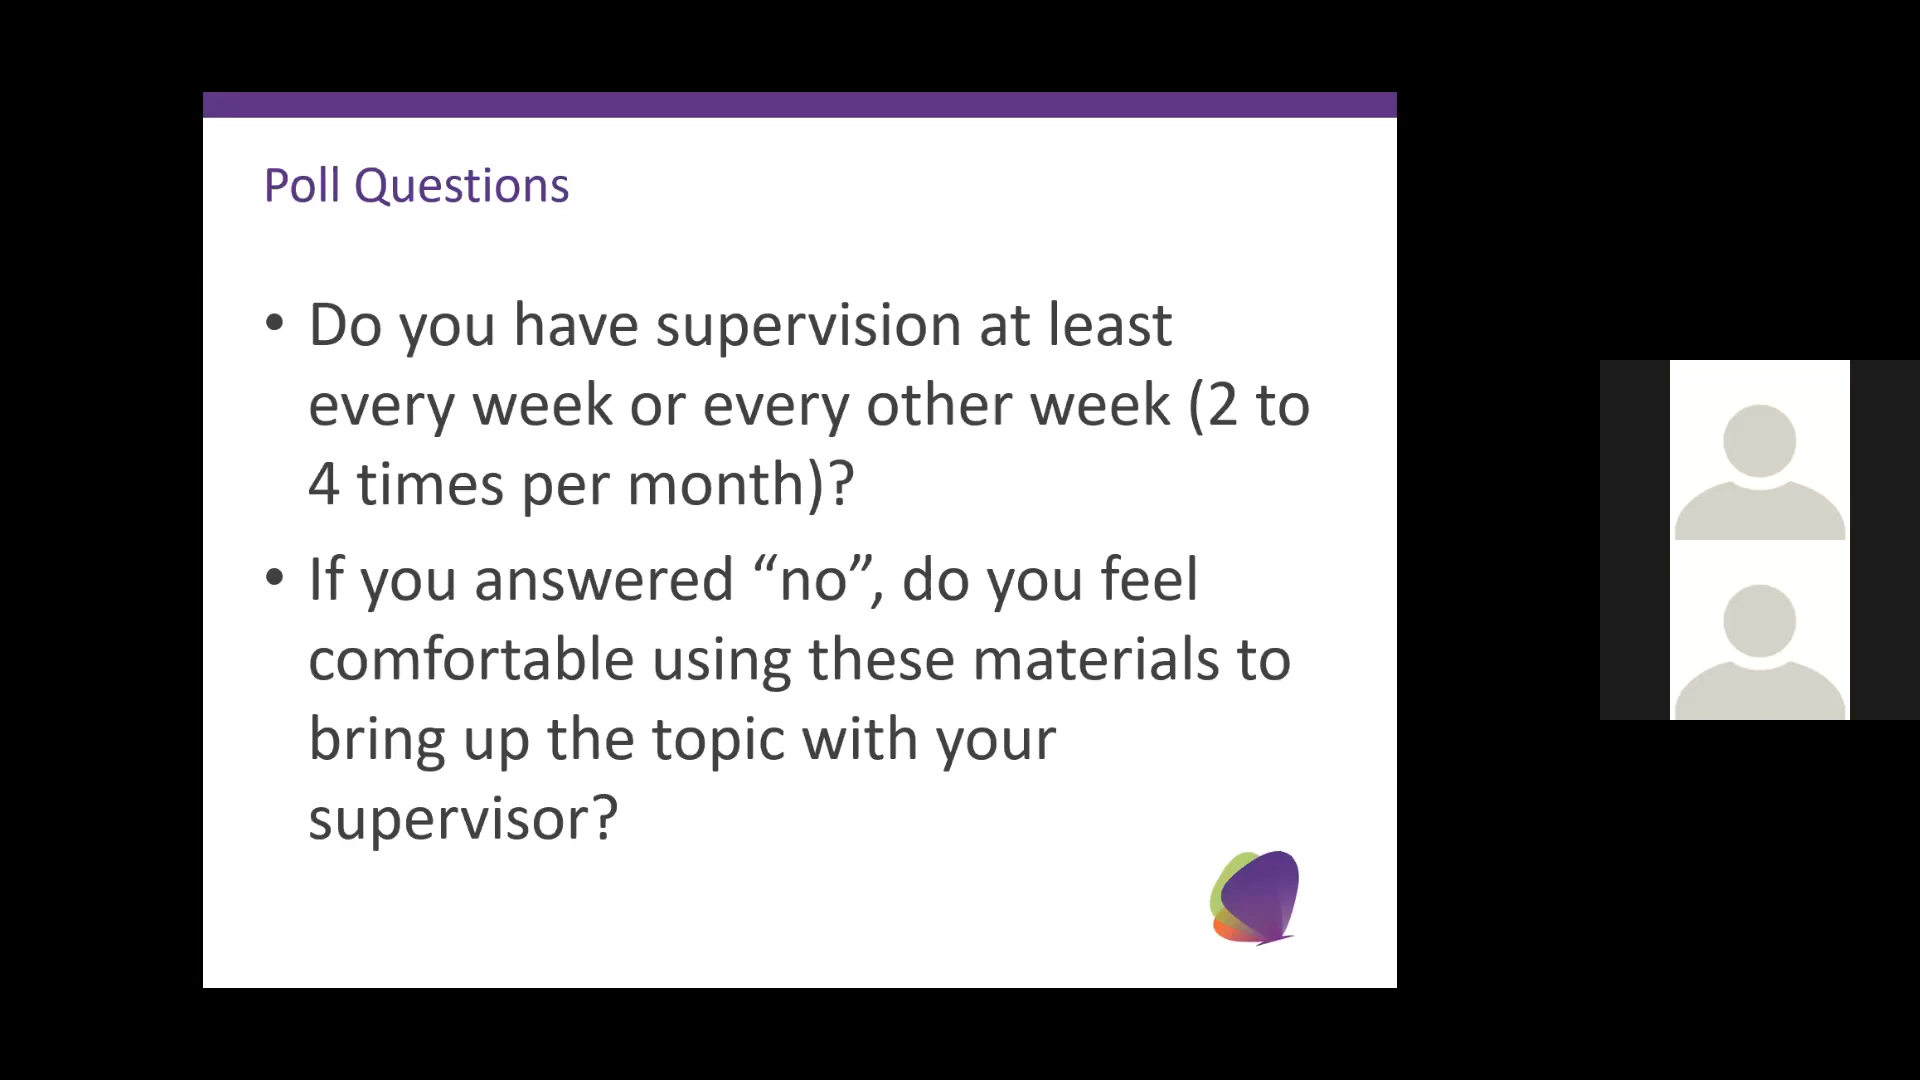 Poll Questions
• Do you have supervision at least
every week or every other week (2 to
4 times per month)?
• If you answered “no”, do you feel
comfortable using these materials to
bring up the topic with your
supervisor?